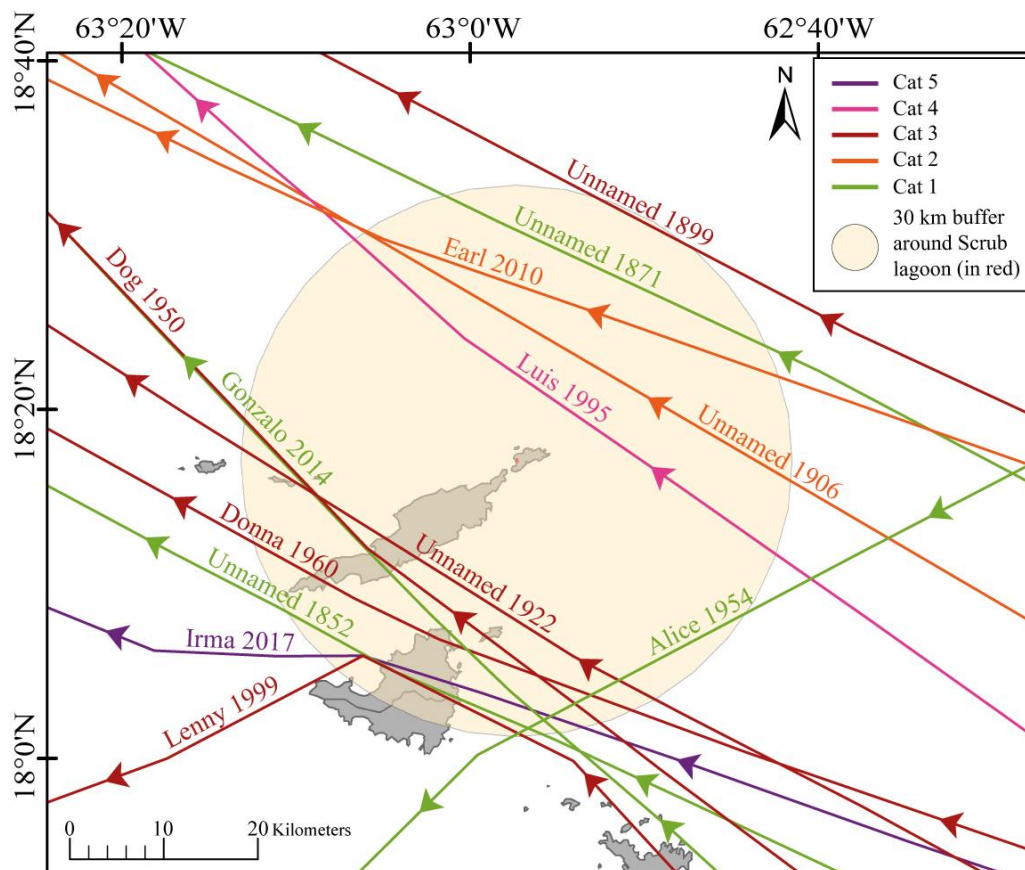 63°20'W
63°0'W
62°40'W
18°40'N
18°20'N
18°0'N
N
Cat 5
Cat 4
Cat 3
Cat 2
Cat 1
30 km buffer
around Scrub
lagoon (in red)
Unnamed 1899
Unnamed 1871
Earl 2010
Dog 1950
Luis 1995
Gonzalo 2014
Unnamed 1906
Donna 1960
Unnamed 1922
Unnamed 1852
Alice 1954
Irma 2017
Lenny 1999
0 10 20 Kilometers